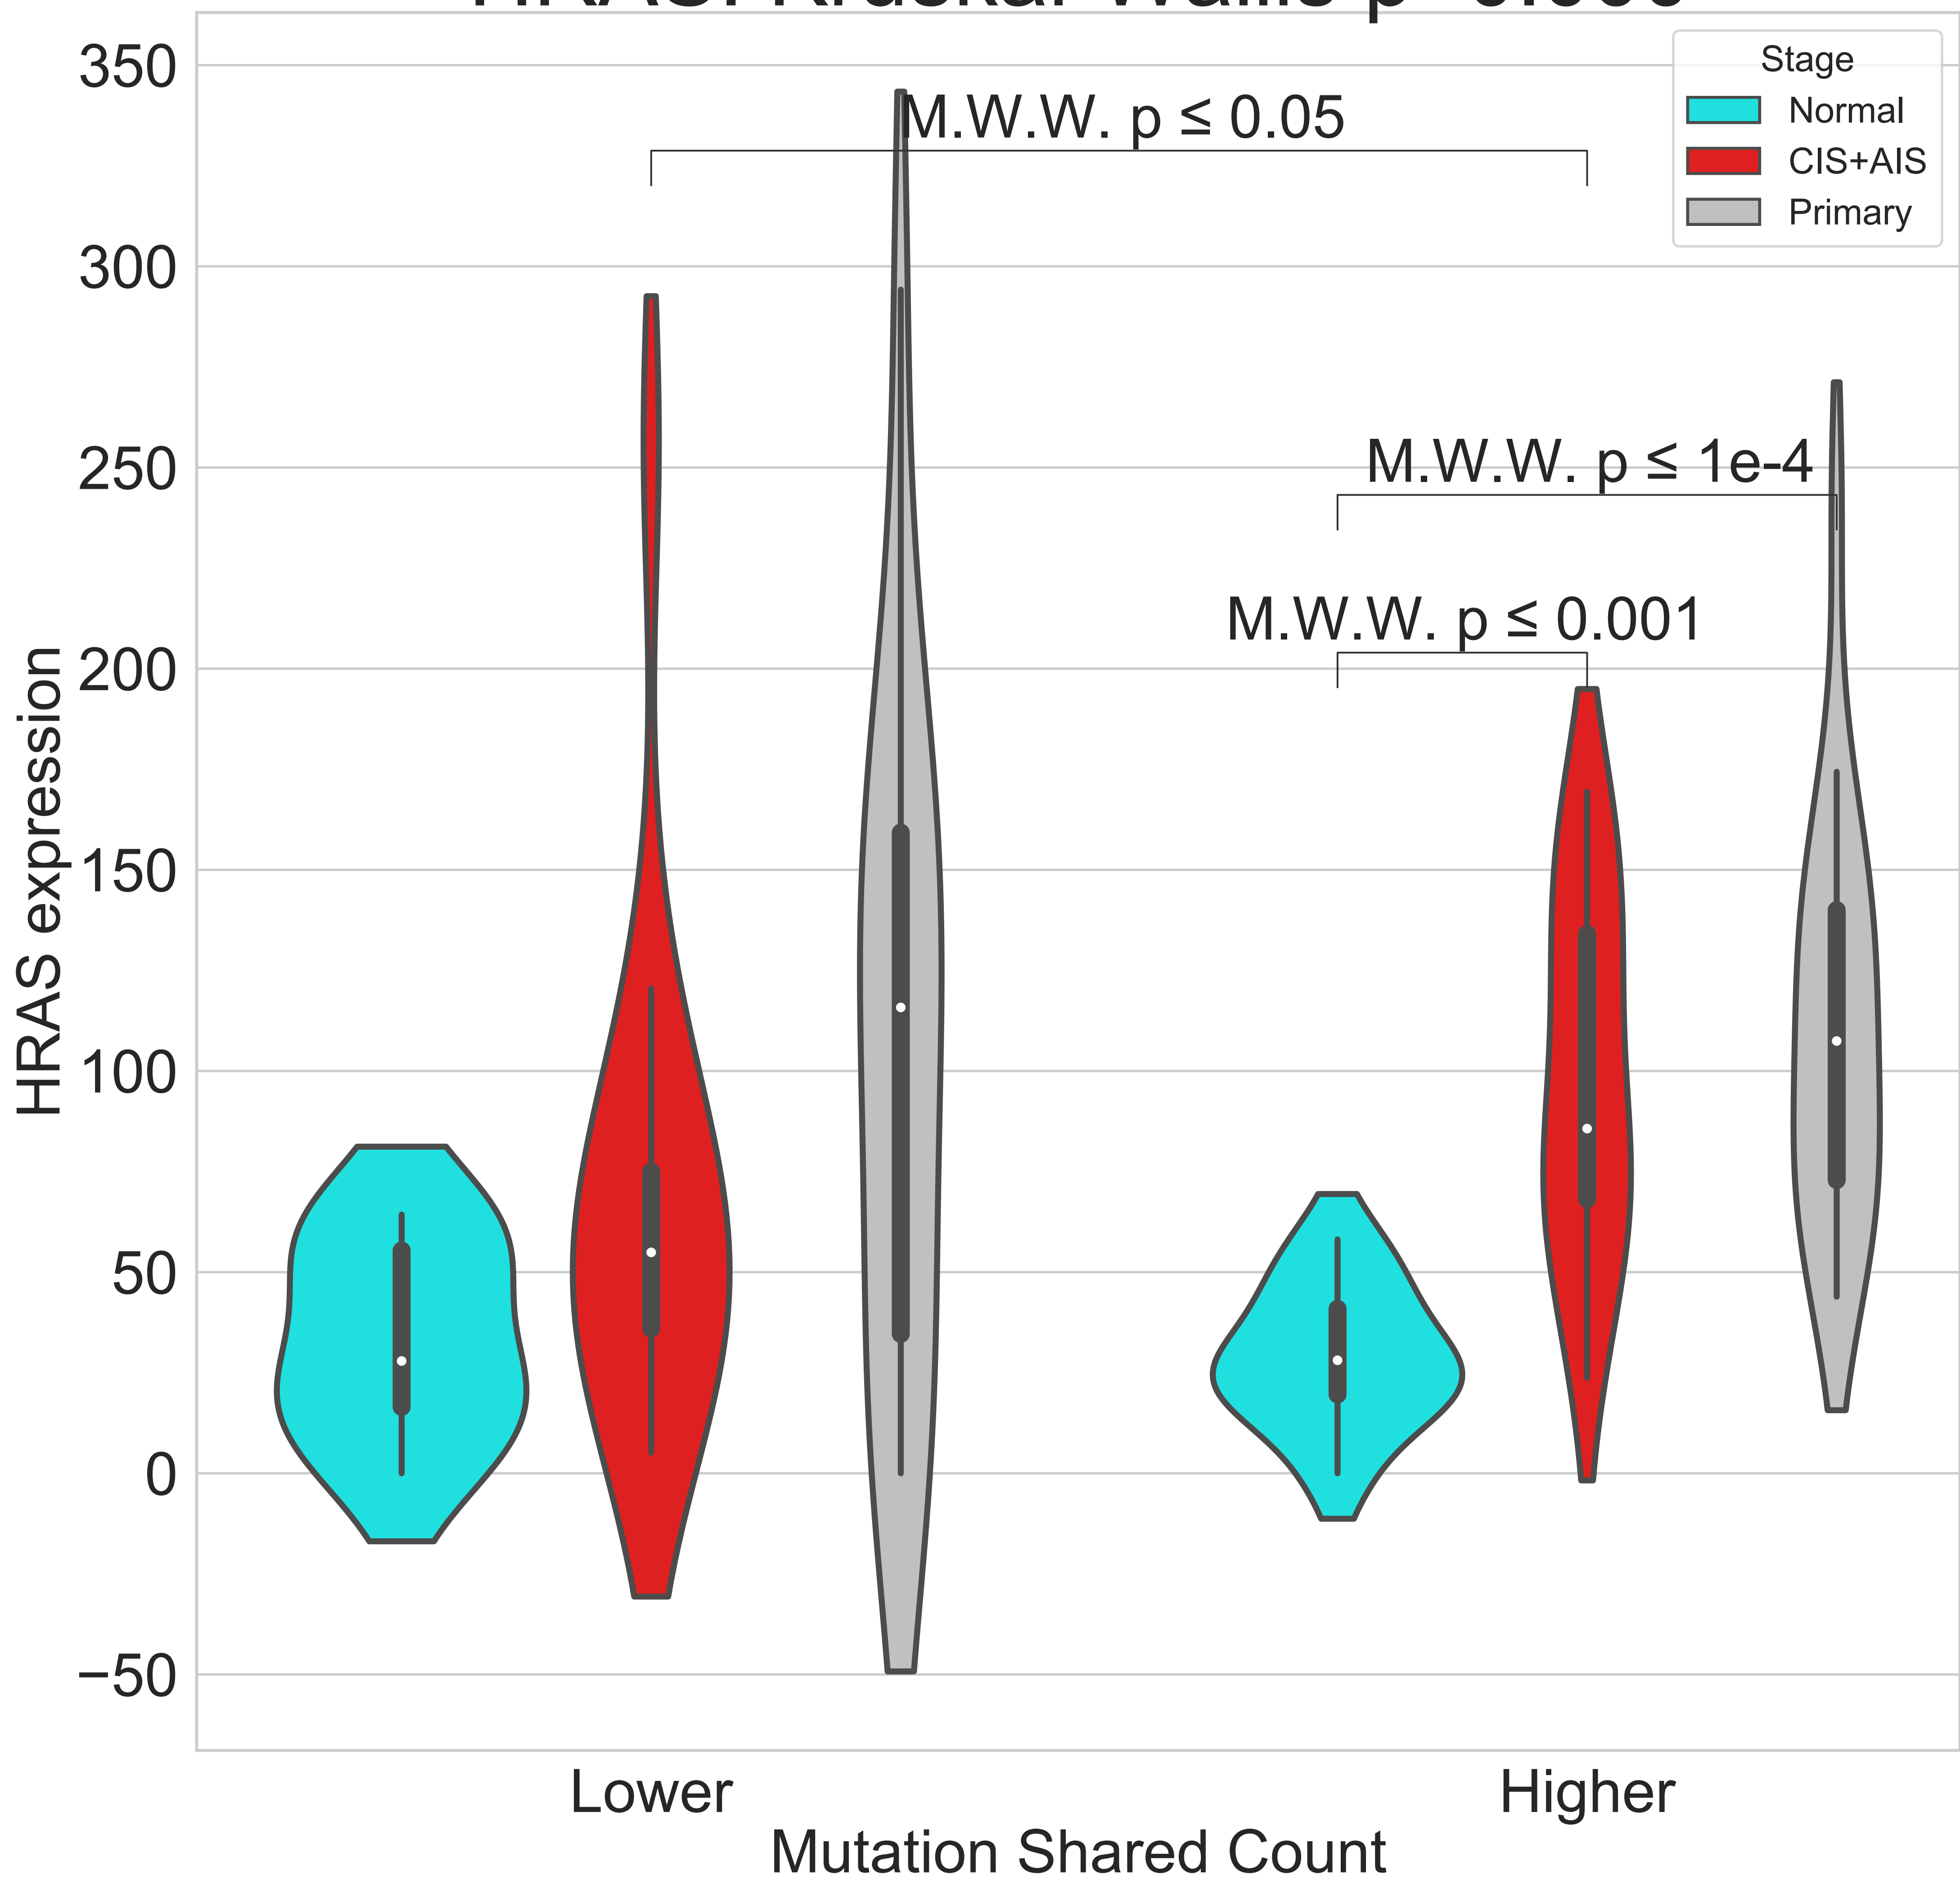 350
300
250
200
150
100
50
0
−50
HRAS expression
M.W.W. p ≤ 0.05
M.W.W. p ≤ 1e-4
M.W.W. p ≤ 0.001
Stage
Normal
CIS+AIS
Primary
Lower
Higher
Mutation Shared Count